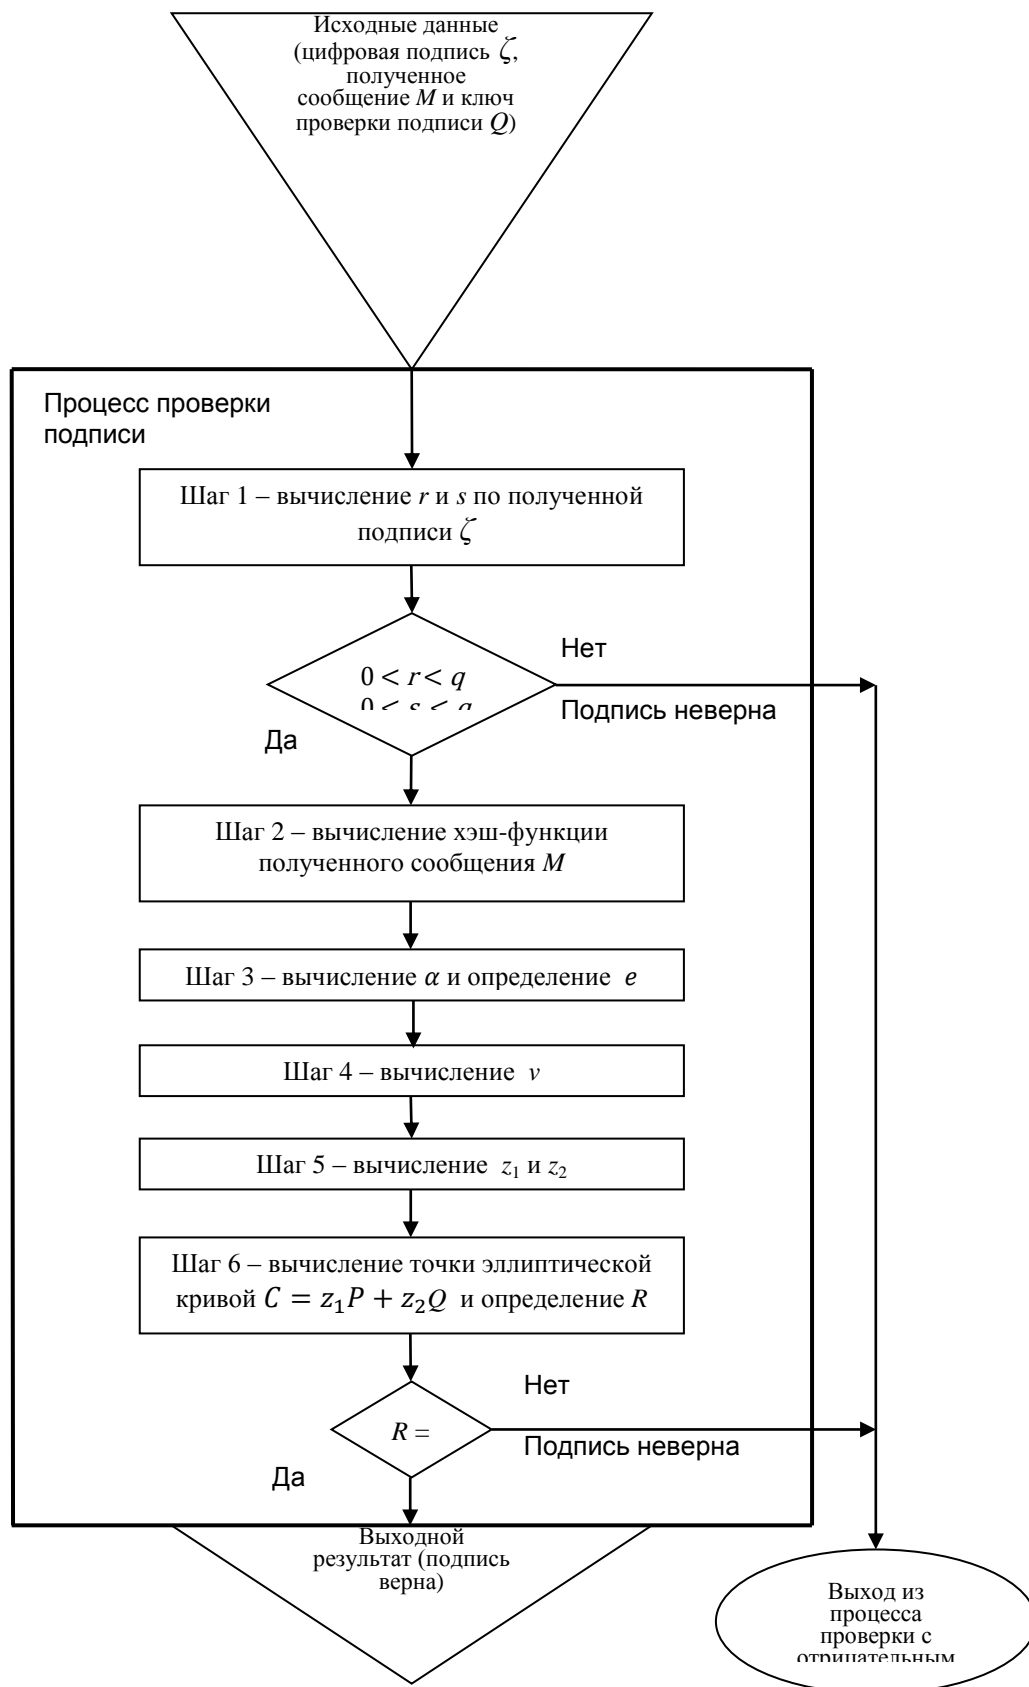 Исходные данные
(цифровая подпись ζ,
полученное
сообщение M и ключ
проверки подписи Q)
Процесс проверки
подписи
Шаг 1 – вычисление r и s по полученной
подписи ζ
0 < r < q
0 < s < q
Нет
Подпись неверна
Да
Шаг 2 – вычисление хэш-функции
полученного сообщения M
Шаг 3 – вычисление α и определение e
Шаг 4 – вычисление v
Шаг 5 – вычисление z₁ и z₂
Шаг 6 – вычисление точки эллиптической
кривой C = z₁P + z₂Q и определение R
R =
Нет
Подпись неверна
Да
Выходной
результат (подпись
верна)
Выход из
процесса
проверки с
отрицательным